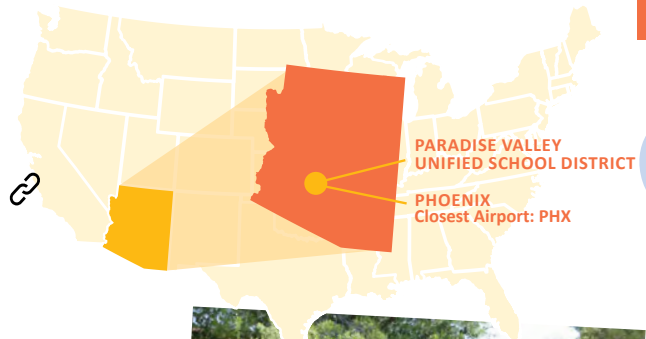 PARADISE VALLEY
UNIFIED SCHOOL DISTRICT
PHOENIX
Closest Airport: PHX